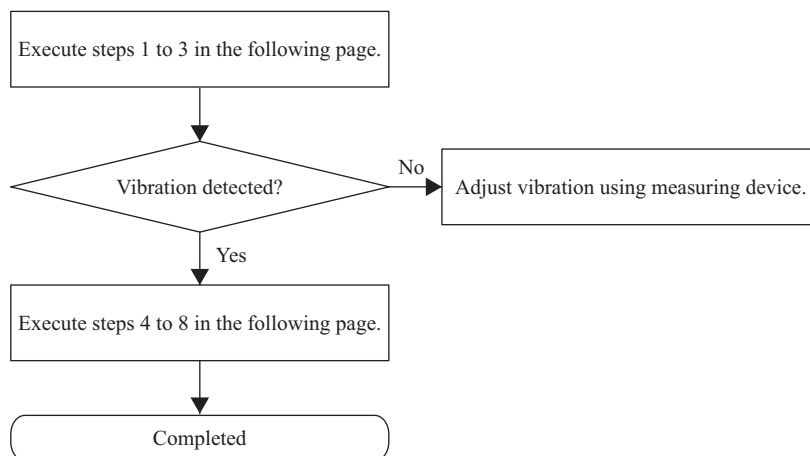 Execute steps 1 to 3 in the following page.
Vibration detected?
No
Adjust vibration using measuring device.
Yes
Execute steps 4 to 8 in the following page.
Completed